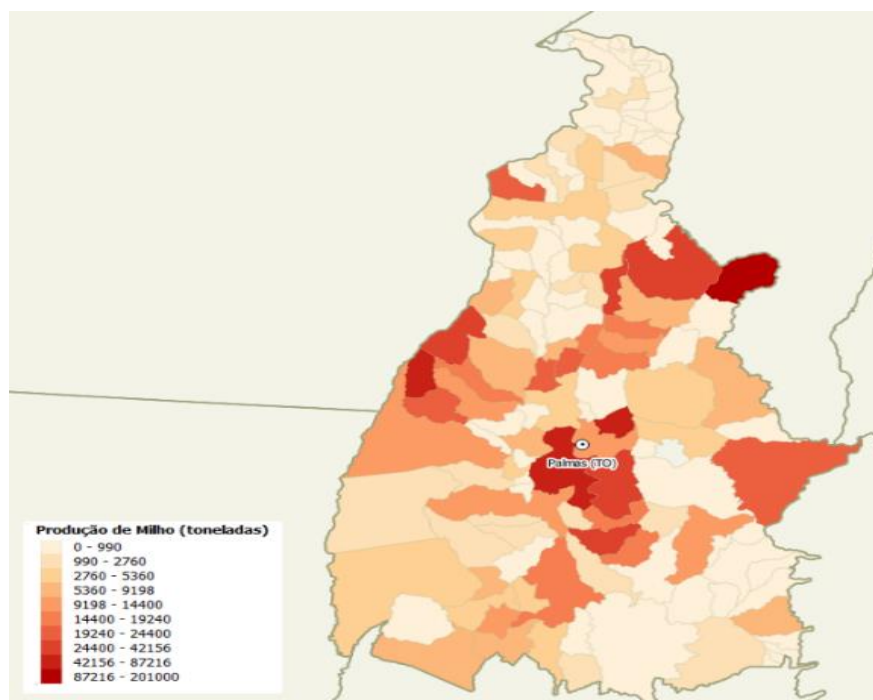 Palmas (TO)
Produção de Milho (toneladas)
0 - 990
990 - 2760
2760 - 5360
5360 - 9198
9198 - 14400
14400 - 19240
19240 - 24400
24400 - 42156
42156 - 87216
87216 - 201000